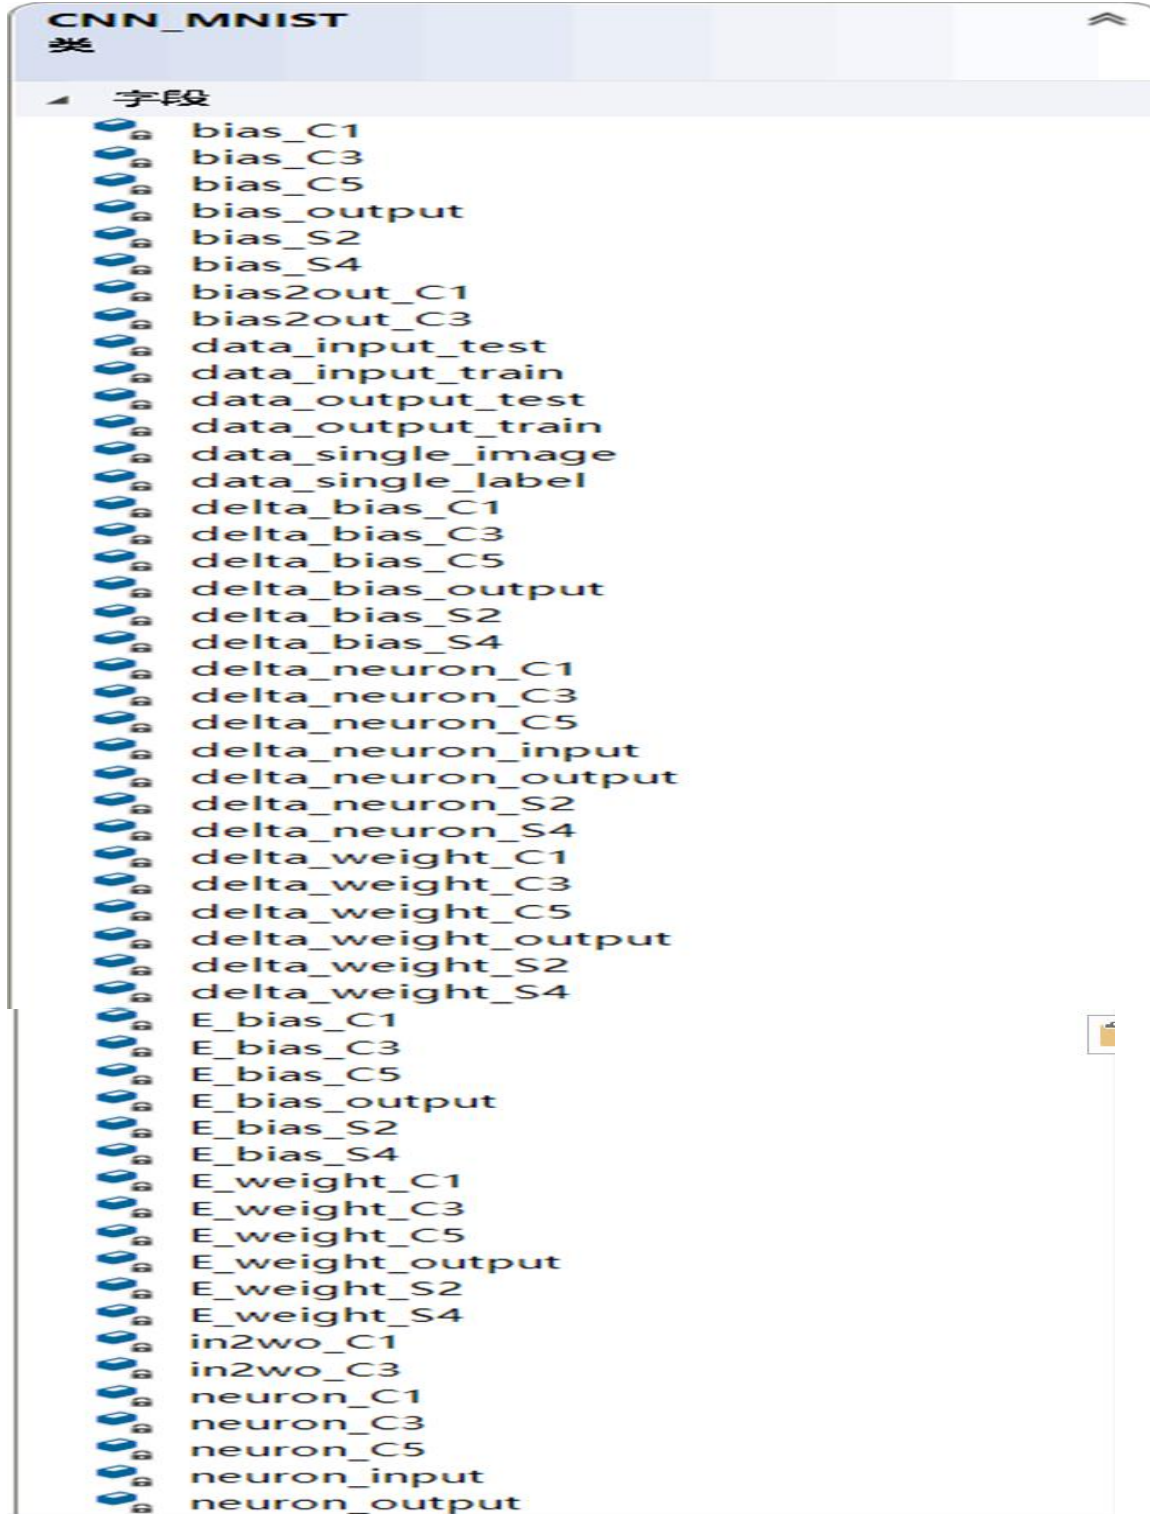 CNN_MNIST
类
字段
bias_C1
bias_C3
bias_C5
bias_output
bias_S2
bias_S4
bias2out_C1
bias2out_C3
data_input_test
data_input_train
data_output_test
data_output_train
data_single_image
data_single_label
delta_bias_C1
delta_bias_C3
delta_bias_C5
delta_bias_output
delta_bias_S2
delta_bias_S4
delta_neuron_C1
delta_neuron_C3
delta_neuron_C5
delta_neuron_input
delta_neuron_output
delta_neuron_S2
delta_neuron_S4
delta_weight_C1
delta_weight_C3
delta_weight_C5
delta_weight_output
delta_weight_S2
delta_weight_S4
E_bias_C1
E_bias_C3
E_bias_C5
E_bias_output
E_bias_S2
E_bias_S4
E_weight_C1
E_weight_C3
E_weight_C5
E_weight_output
E_weight_S2
E_weight_S4
in2wo_C1
in2wo_C3
neuron_C1
neuron_C3
neuron_C5
neuron_input
neuron_output